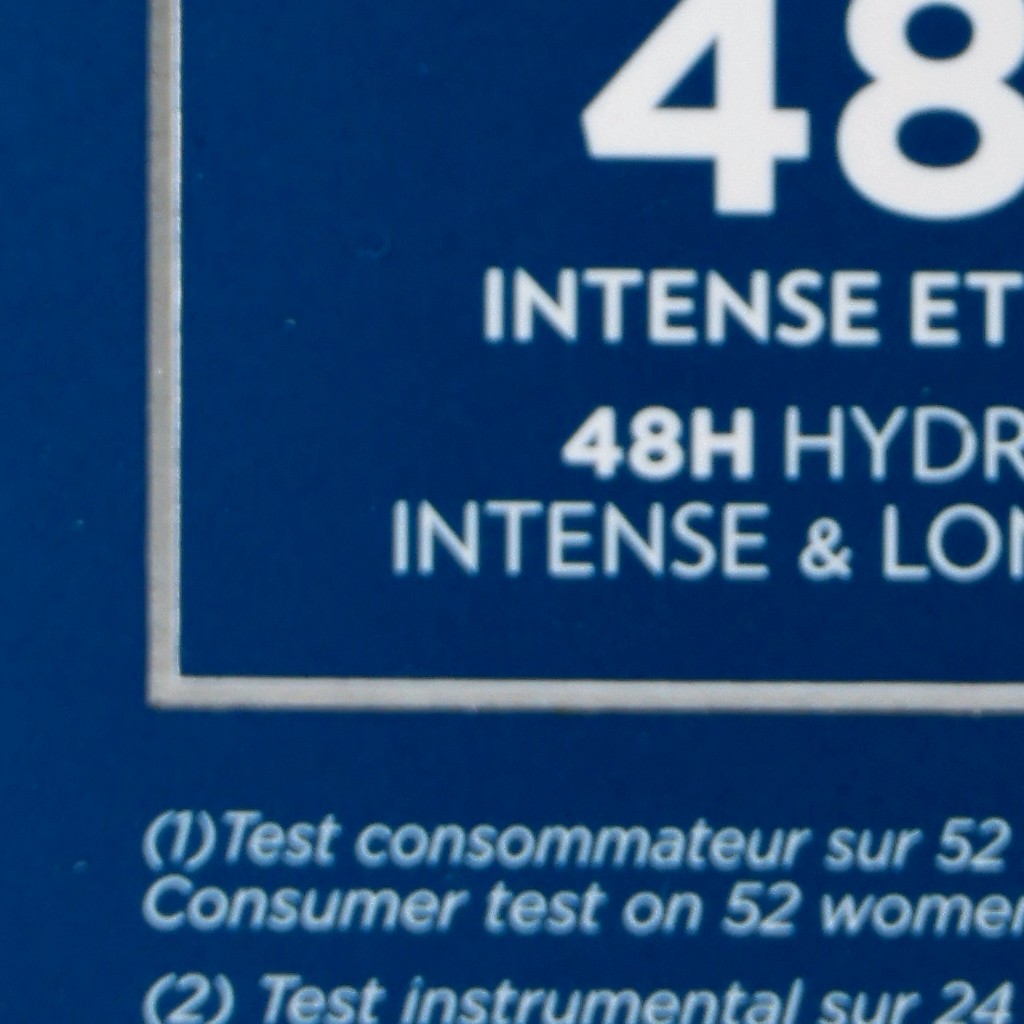 48
INTENSE ET
48H HYDR
INTENSE & LON
(1)Test consommateur sur 52
Consumer test on 52 women
(2) Test instrumental sur 24